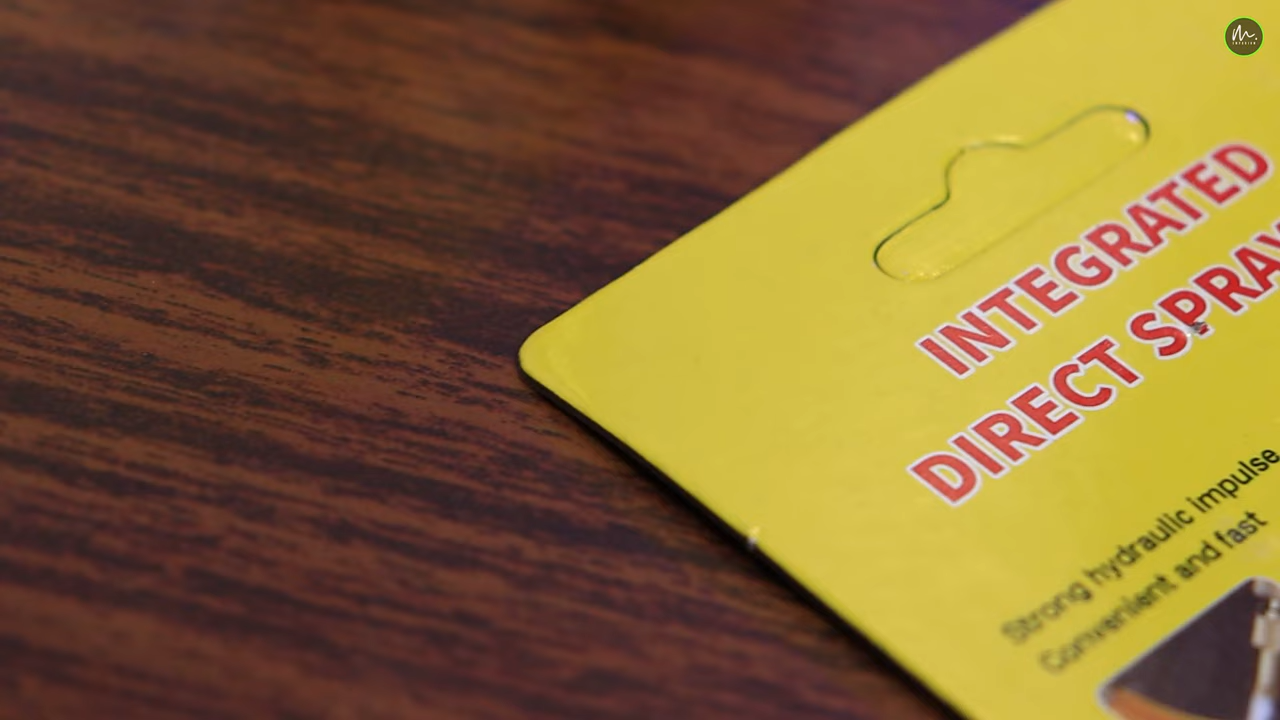 INTEGRATED
DIRECT SPRAY
Strong hydraulic impulse
Convenient and fast